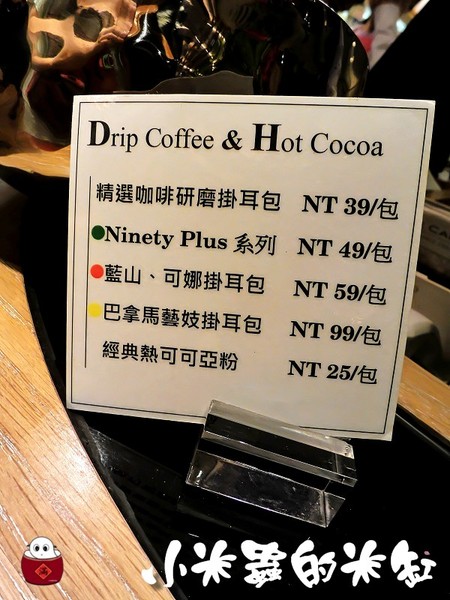 Drip Coffee & Hot Cocoa
精選咖啡研磨掛耳包 NT 39/包
Ninety Plus 系列 NT 49/包
藍山、可娜掛耳包 NT 59/包
巴拿馬藝妓掛耳包 NT 99/包
經典熱可可亞粉 NT 25/包
小米蟲的米缸